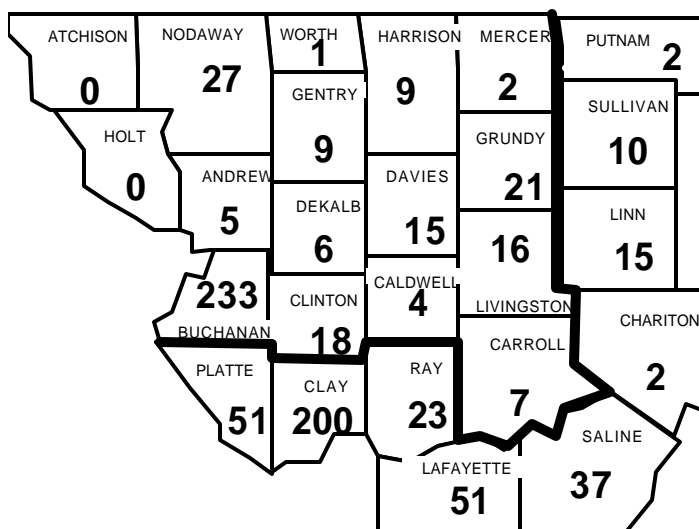 ATCHISON
0
NODAWAY
27
WORTH
1
HARRISON
9
MERCER
2
PUTNAM
2
HOLT
0
GENTRY
9
GRUNDY
21
SULLIVAN
10
ANDREW
5
DEKALB
6
DAVIES
15
16
LIVINGSTON
LINN
15
233
BUCHANAN
CLINTON
18
CALDWELL
4
CARROLL
7
CHARITON
2
PLATTE
51
CLAY
200
RAY
23
LAFAYETTE
51
SALINE
37